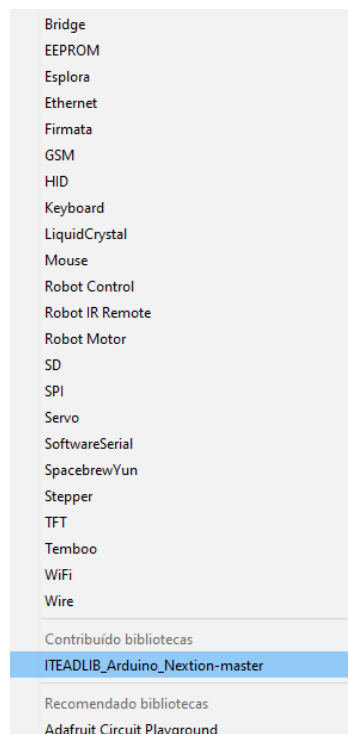 Bridge
EEPROM
Esplora
Ethernet
Firmata
GSM
HID
Keyboard
LiquidCrystal
Mouse
Robot Control
Robot IR Remote
Robot Motor
SD
SPI
Servo
SoftwareSerial
SpacebrewYun
Stepper
TFT
Temboo
WiFi
Wire
Contribuído bibliotecas
ITEADLIB_Arduino_Nextion-master
Recomendado bibliotecas
Adafruit Circuit Playground